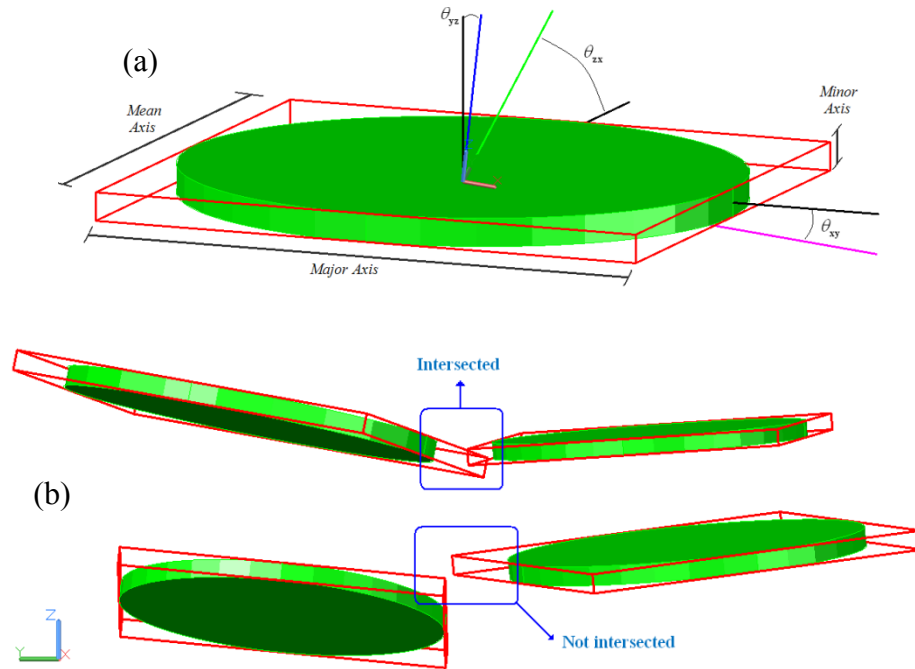 (a)
θyz
θzx
Minor
Axis
Mean
Axis
θxy
Major Axis
Intersected
(b)
Not intersected
Z
Y
X